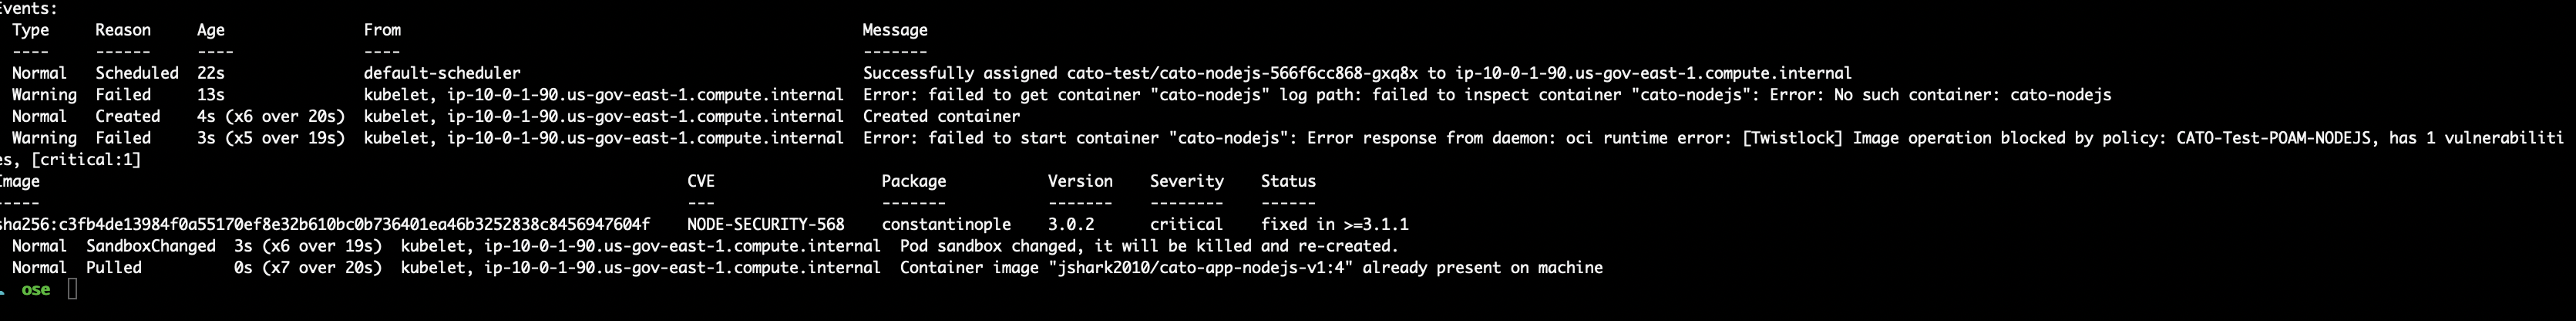 Events:
Type Reason Age From Message
---- ------ ---- ---- -------
Normal Scheduled 22s default-scheduler Successfully assigned cato-test/cato-nodejs-566f6cc868-gxq8x to ip-10-0-1-90.us-gov-east-1.compute.internal
Warning Failed 13s kubelet, ip-10-0-1-90.us-gov-east-1.compute.internal Error: failed to get container "cato-nodejs" log path: failed to inspect container "cato-nodejs": Error: No such container: cato-nodejs
Normal Created 4s (x6 over 20s) kubelet, ip-10-0-1-90.us-gov-east-1.compute.internal Created container
Warning Failed 3s (x5 over 19s) kubelet, ip-10-0-1-90.us-gov-east-1.compute.internal Error: failed to start container "cato-nodejs": Error response from daemon: oci runtime error: [Twistlock] Image operation blocked by policy: CATO-Test-POAM-NODEJS, has 1 vulnerabiliti
es, [critical:1]
Image CVE Package Version Severity Status
----- --- ------- ------- -------- ------
sha256:c3fb4de13984f0a55170ef8e32b610bc0b736401ea46b3252838c8456947604f NODE-SECURITY-568 constantinople 3.0.2 critical fixed in >=3.1.1
Normal SandboxChanged 3s (x6 over 19s) kubelet, ip-10-0-1-90.us-gov-east-1.compute.internal Pod sandbox changed, it will be killed and re-created.
Normal Pulled 0s (x7 over 20s) kubelet, ip-10-0-1-90.us-gov-east-1.compute.internal Container image "jshark2010/cato-app-nodejs-v1:4" already present on machine
ose